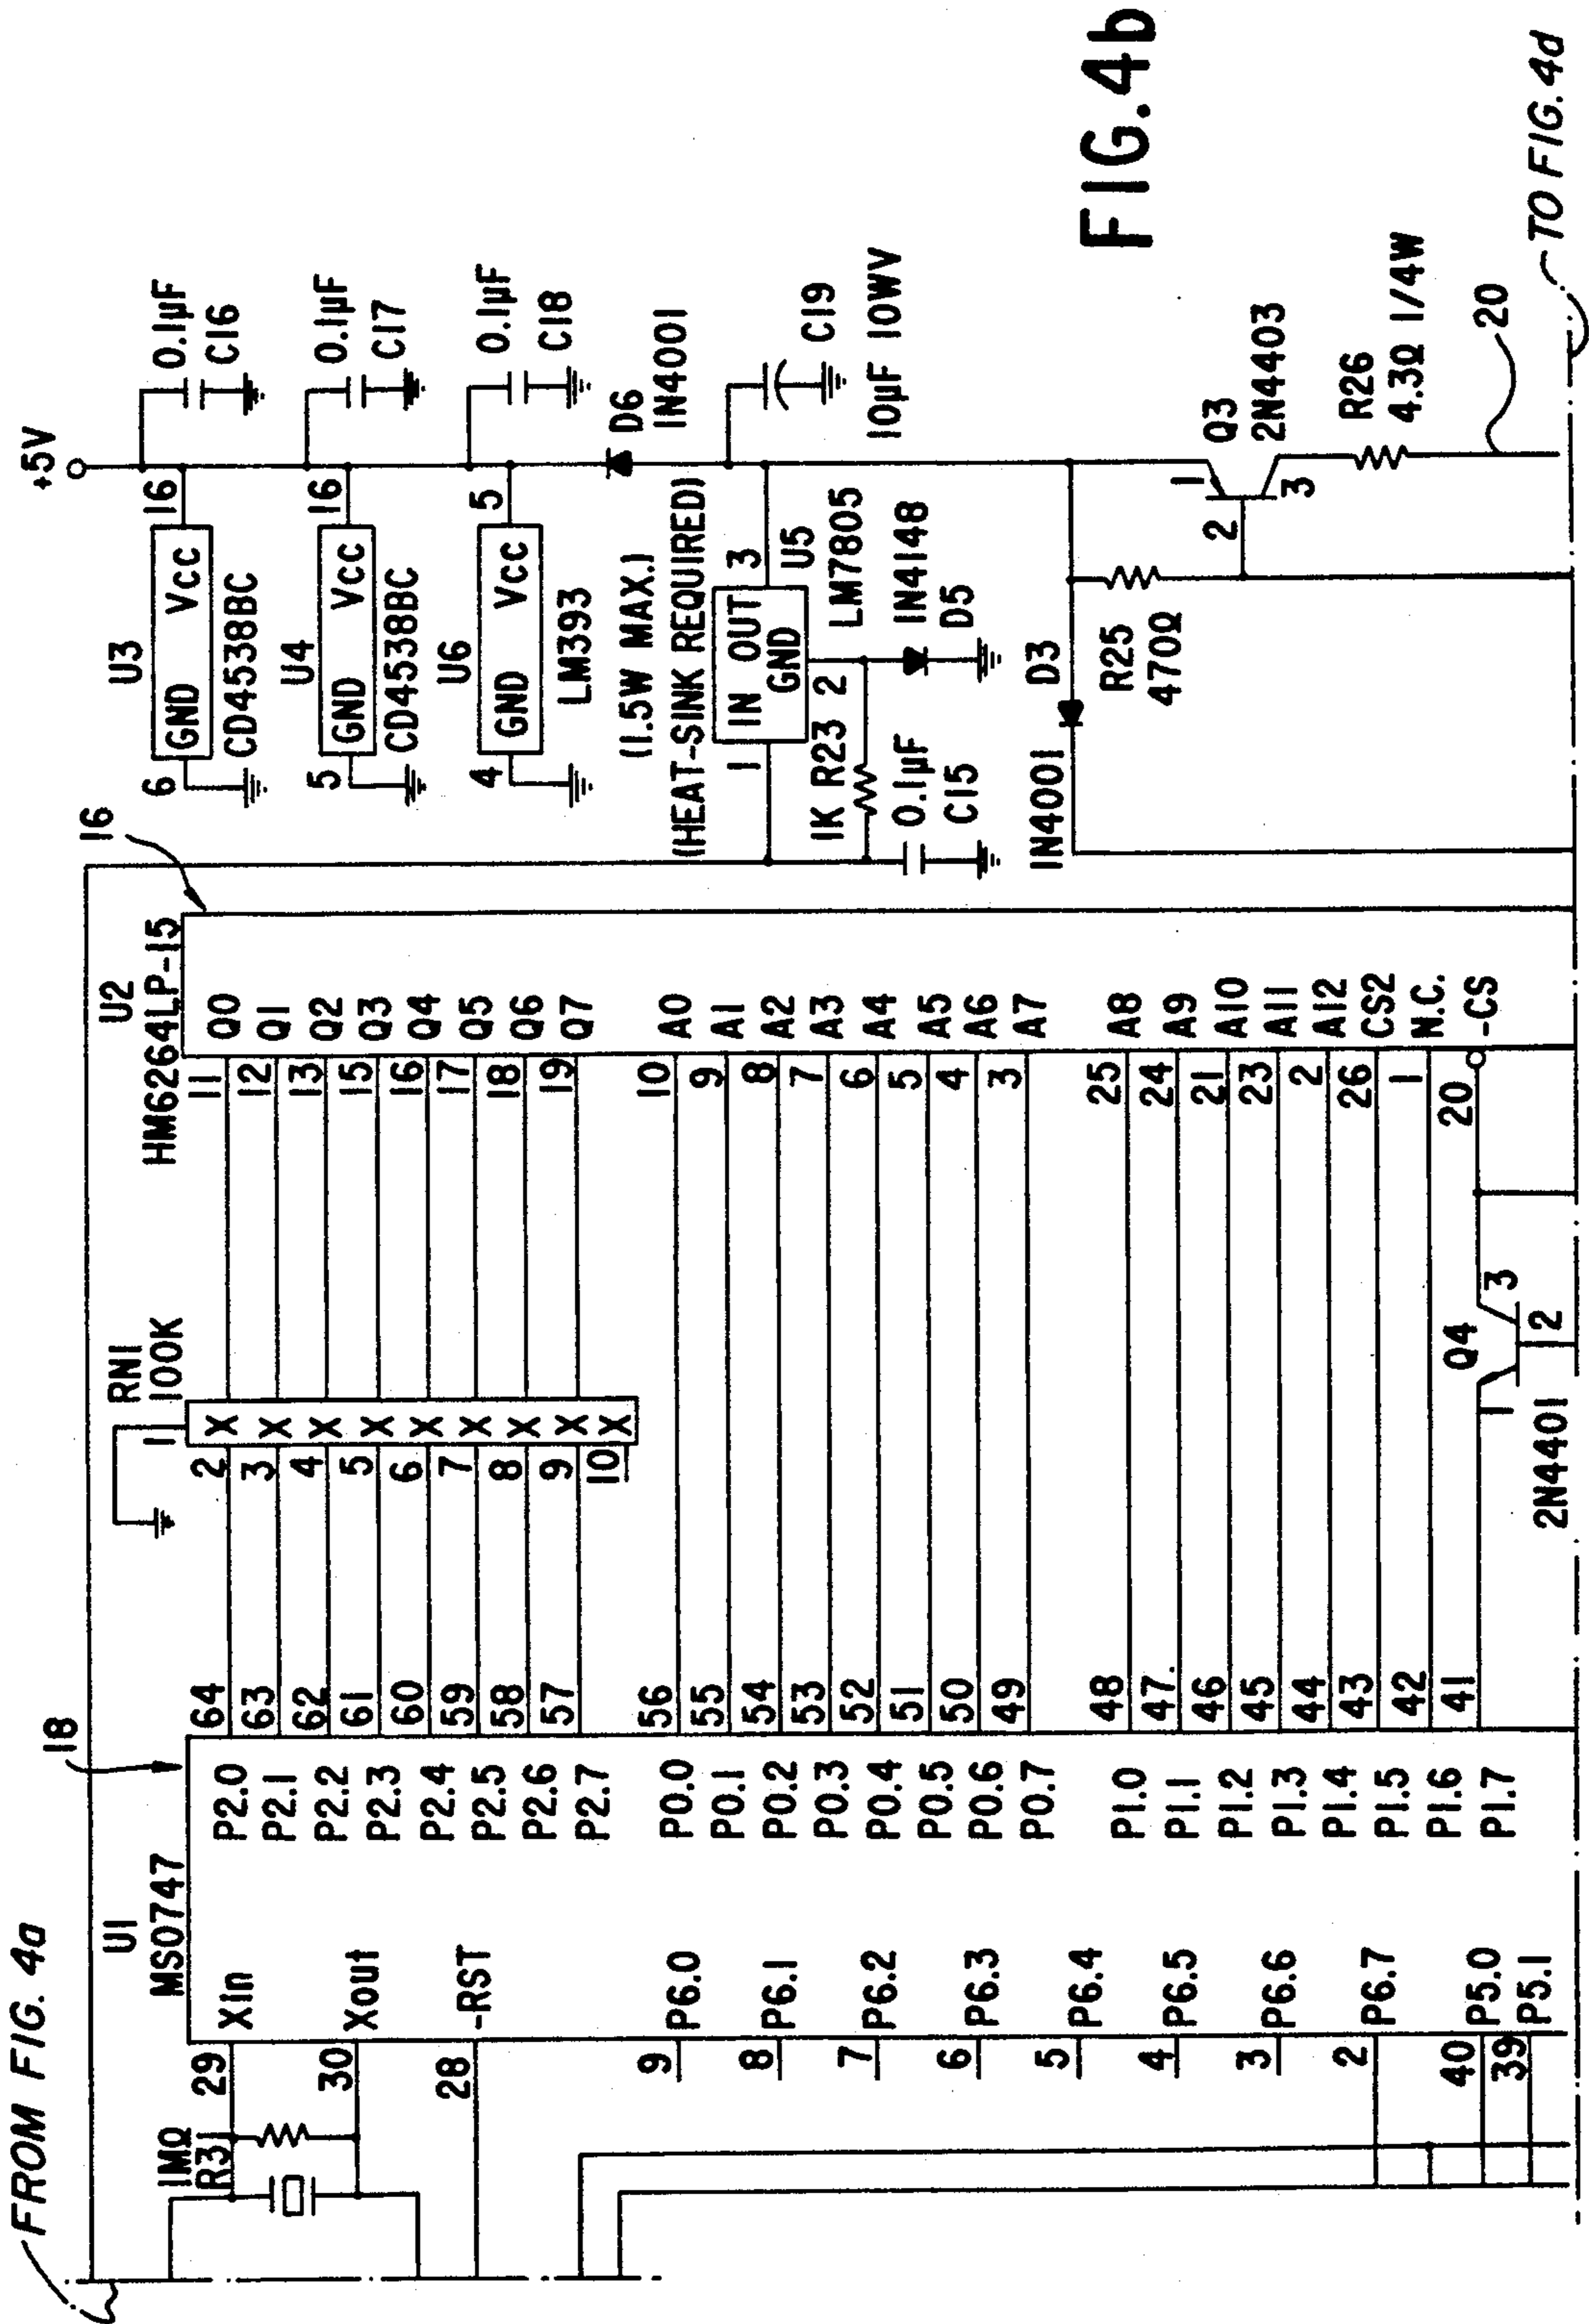 FROM FIG. 4a
18
16
+5V
U1
MSO747
Xin
Xout
-RST
P6.0
P6.1
P6.2
P6.3
P6.4
P6.5
P6.6
P6.7
P5.0
P5.1
29
30
28
9
8
7
6
5
4
3
2
40
39
1MΩ
R31
P2.0
P2.1
P2.2
P2.3
P2.4
P2.5
P2.6
P2.7
P0.0
P0.1
P0.2
P0.3
P0.4
P0.5
P0.6
P0.7
P1.0
P1.1
P1.2
P1.3
P1.4
P1.5
P1.6
P1.7
64
63
62
61
60
59
58
57
56
55
54
53
52
51
50
49
48
47
46
45
44
43
42
41
RN1
100K
1
X
X
X
X
X
X
X
X
X
2
3
4
5
6
7
8
9
10
U2
HM6264LP-15
11
12
13
15
16
17
18
19
10
9
8
7
6
5
4
3
25
24
21
23
2
26
1
20
Q0
Q1
Q2
Q3
Q4
Q5
Q6
Q7
A0
A1
A2
A3
A4
A5
A6
A7
A8
A9
A10
A11
A12
CS2
N.C.
-CS
Q4
1
2
3
2N4401
U3
6
GND Vcc
16
CD4538BC
0.1µF
C16
U4
5
GND Vcc
16
CD4538BC
0.1µF
C17
U6
4
GND Vcc
5
LM393
0.1µF
C18
D6
1N4001
(1.5W MAX.)
(HEAT-SINK REQUIRED)
1
IN OUT
GND
3
U5
LM7805
2
1K R23
0.1µF
C15
1N4148
D5
C19
10µF 10WV
1N4001
D3
R25
470Ω
1
2
3
Q3
2N4403
R26
4.3Ω 1/4W
20
FIG.4b
TO FIG.4d